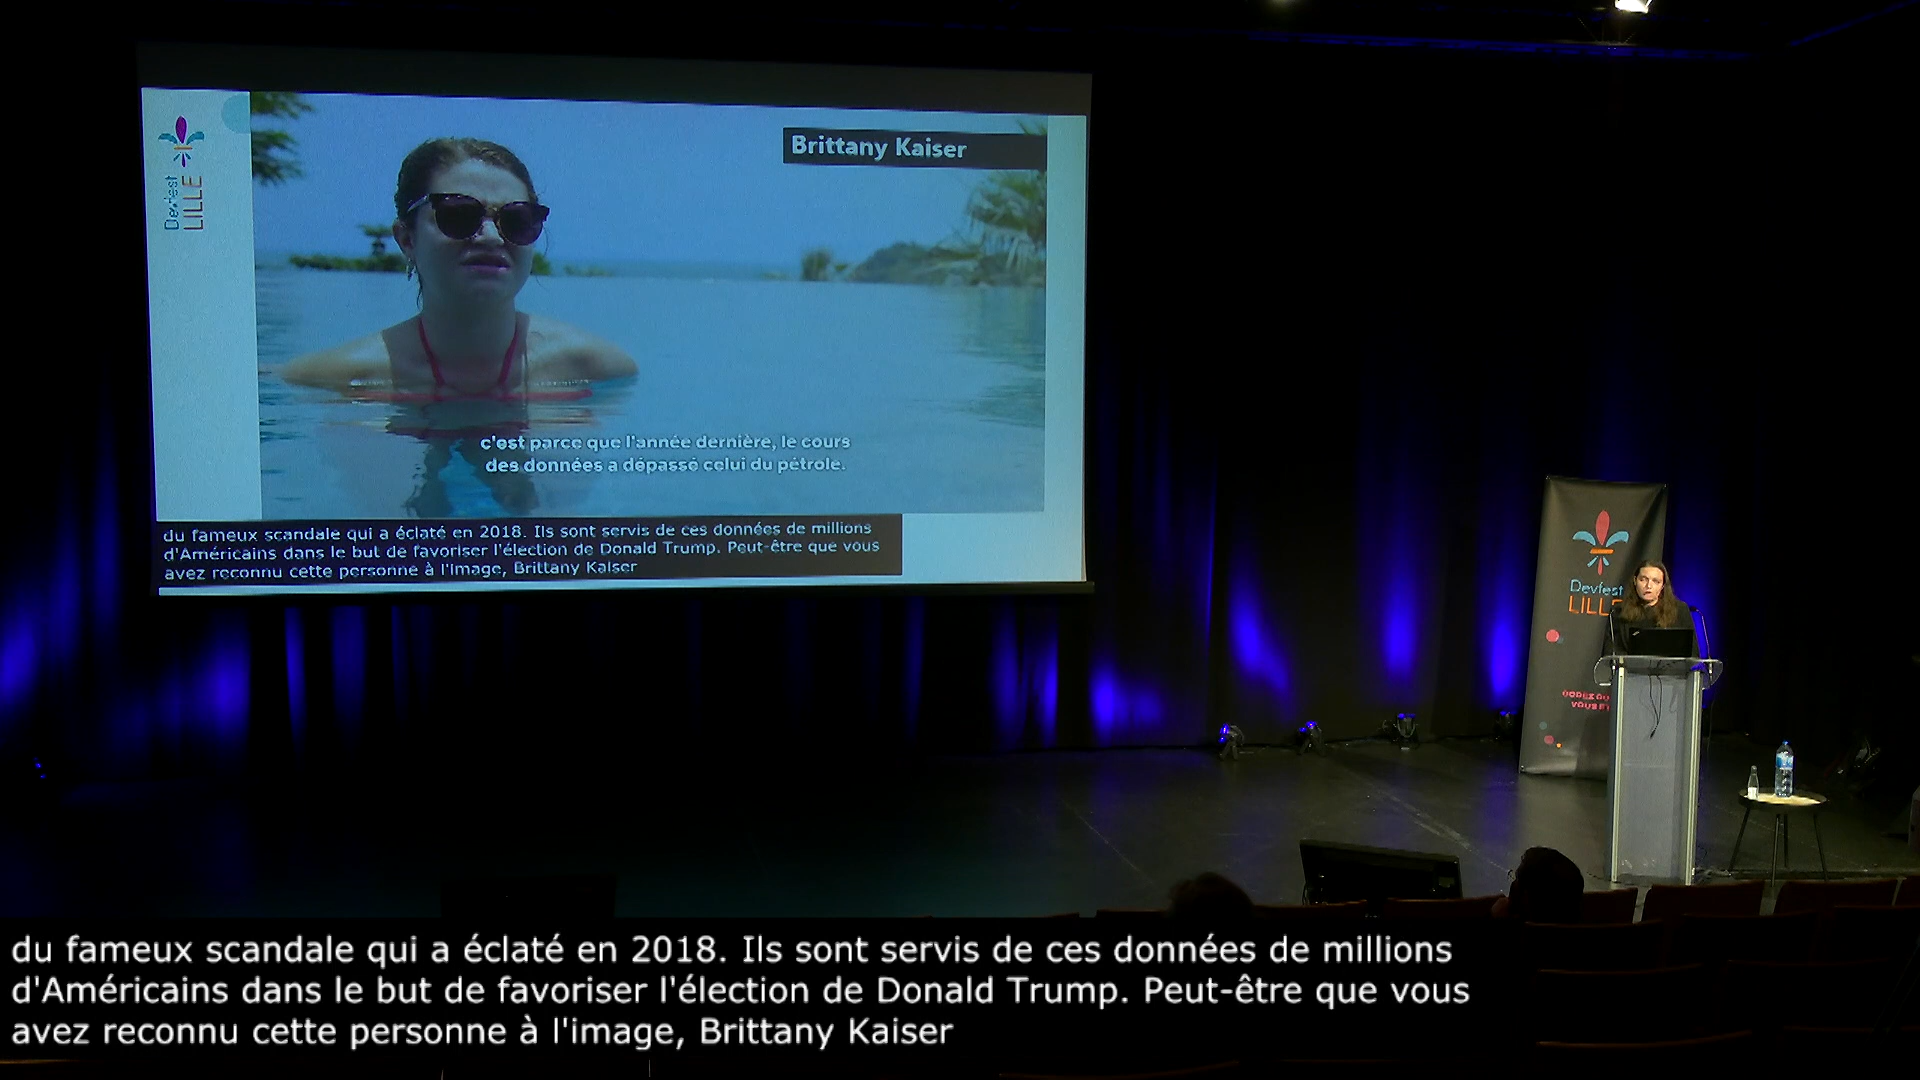 Devfest
LILLE
Brittany Kaiser
c'est parce que l'année dernière, le cours
des données a dépassé celui du pétrole.
du fameux scandale qui a éclaté en 2018. Ils sont servis de ces données de millions
d'Américains dans le but de favoriser l'élection de Donald Trump. Peut-être que vous
avez reconnu cette personne à l'image, Brittany Kaiser
Devfest
LILLE
du fameux scandale qui a éclaté en 2018. Ils sont servis de ces données de millions
d'Américains dans le but de favoriser l'élection de Donald Trump. Peut-être que vous
avez reconnu cette personne à l'image, Brittany Kaiser